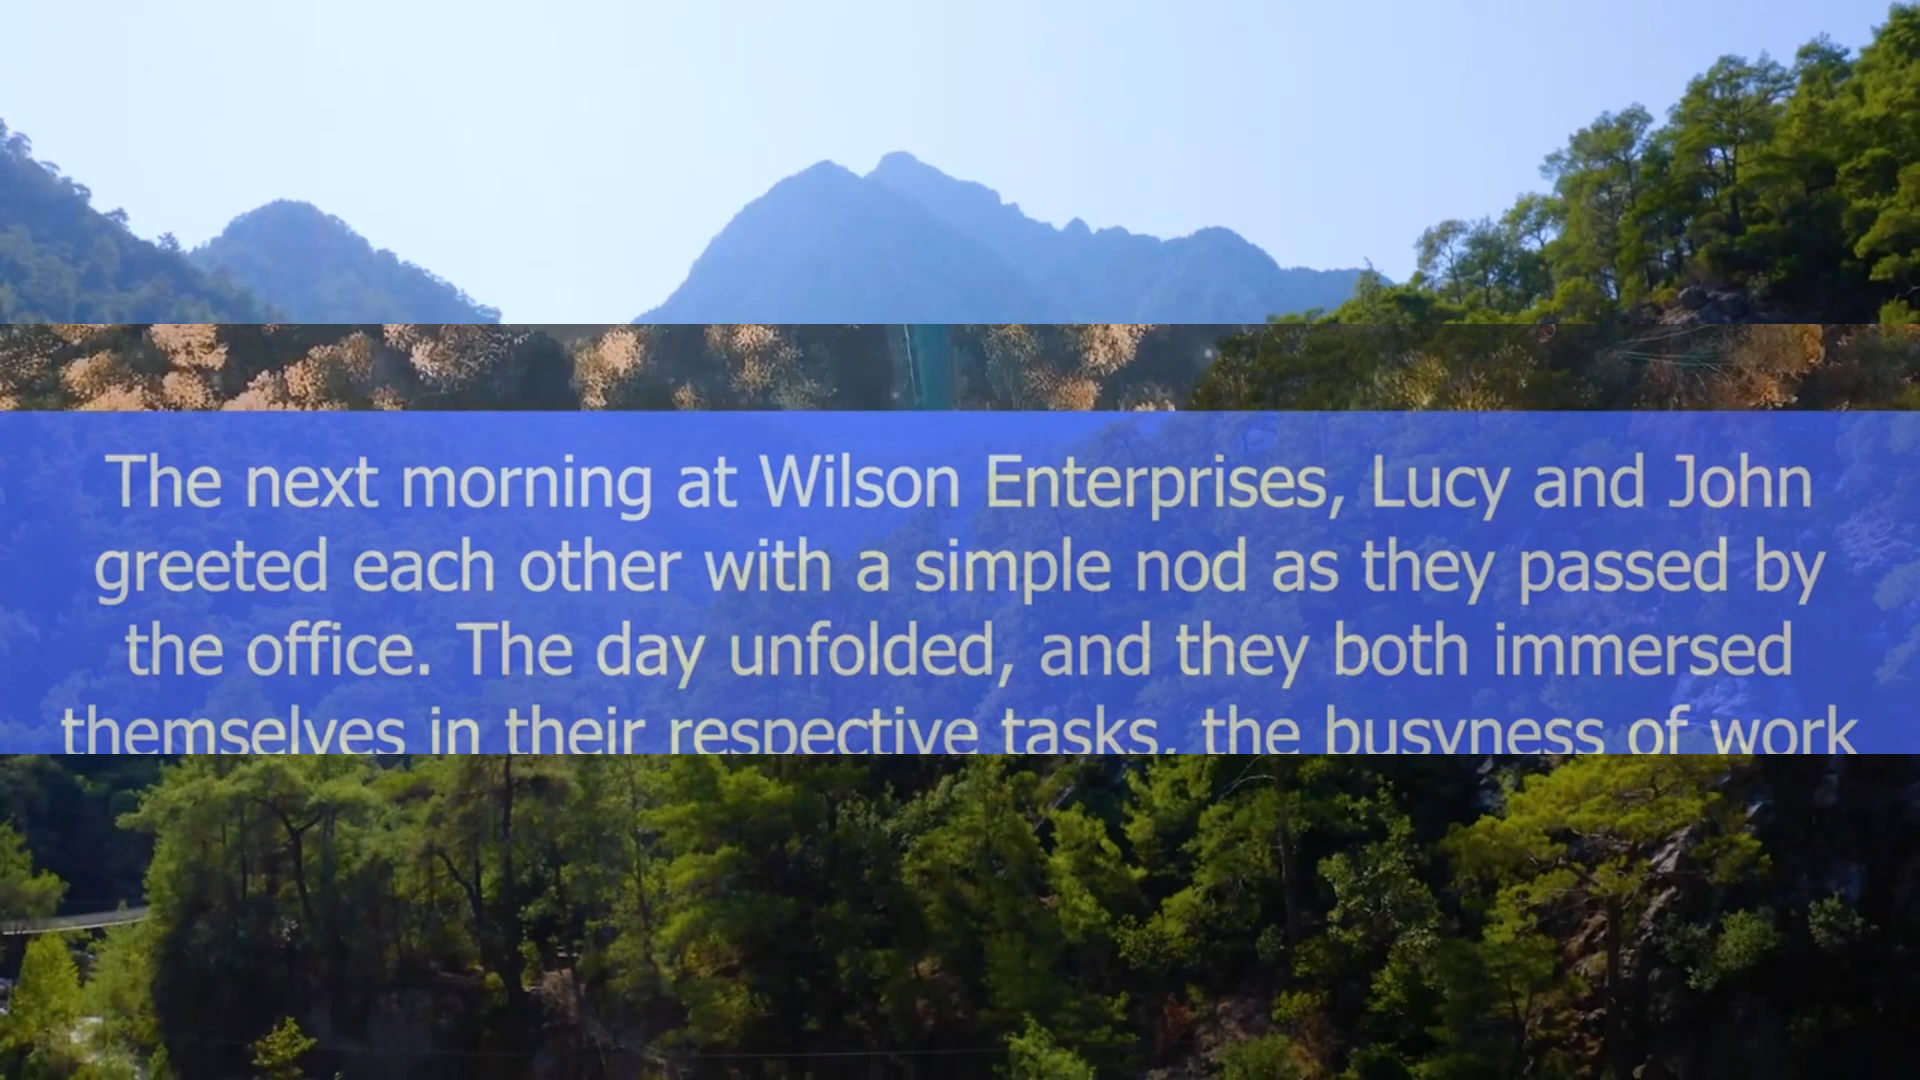 The next morning at Wilson Enterprises, Lucy and John
greeted each other with a simple nod as they passed by
the office. The day unfolded, and they both immersed
themselves in their respective tasks, the busyness of work